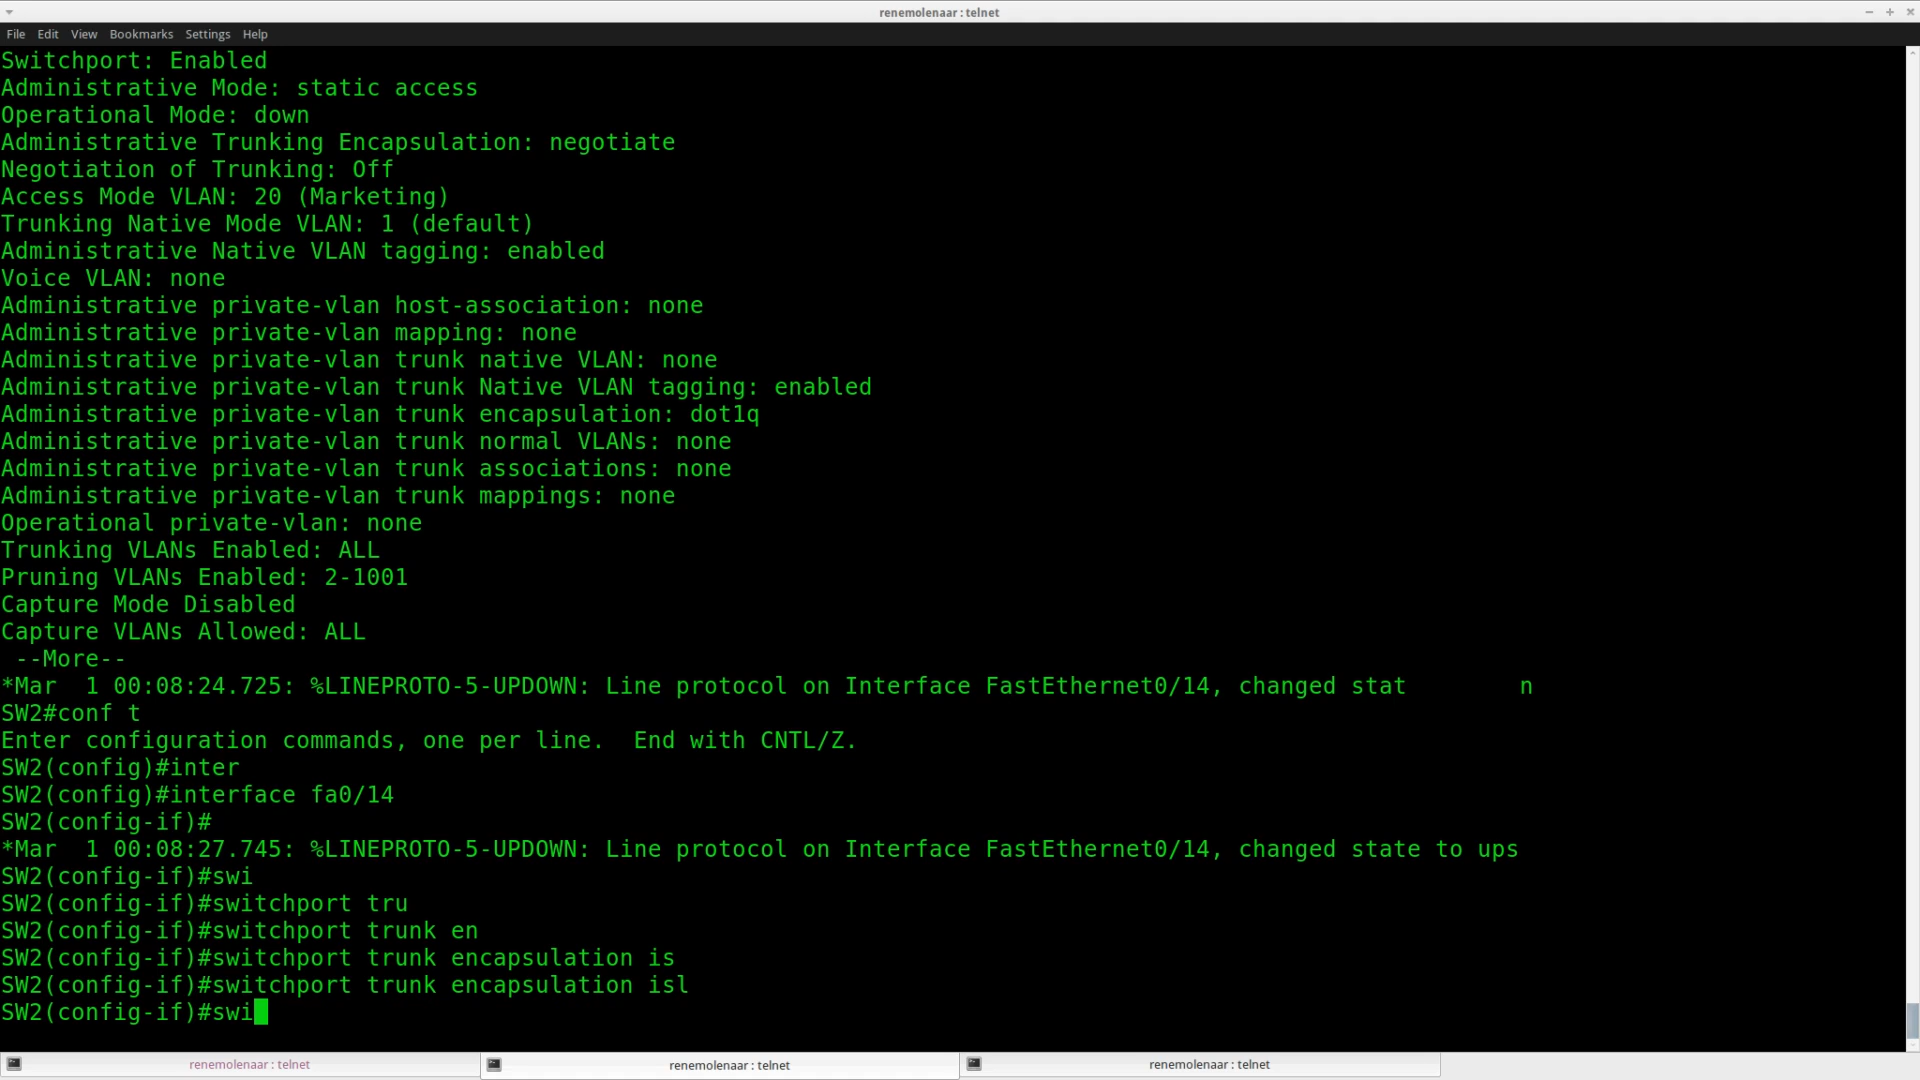 renemolenaar : telnet
File Edit View Bookmarks Settings Help
Switchport: Enabled
Administrative Mode: static access
Operational Mode: down
Administrative Trunking Encapsulation: negotiate
Negotiation of Trunking: Off
Access Mode VLAN: 20 (Marketing)
Trunking Native Mode VLAN: 1 (default)
Administrative Native VLAN tagging: enabled
Voice VLAN: none
Administrative private-vlan host-association: none
Administrative private-vlan mapping: none
Administrative private-vlan trunk native VLAN: none
Administrative private-vlan trunk Native VLAN tagging: enabled
Administrative private-vlan trunk encapsulation: dot1q
Administrative private-vlan trunk normal VLANs: none
Administrative private-vlan trunk associations: none
Administrative private-vlan trunk mappings: none
Operational private-vlan: none
Trunking VLANs Enabled: ALL
Pruning VLANs Enabled: 2-1001
Capture Mode Disabled
Capture VLANs Allowed: ALL
 --More--
*Mar  1 00:08:24.725: %LINEPROTO-5-UPDOWN: Line protocol on Interface FastEthernet0/14, changed stat        n
SW2#conf t
Enter configuration commands, one per line.  End with CNTL/Z.
SW2(config)#inter
SW2(config)#interface fa0/14
SW2(config-if)#
*Mar  1 00:08:27.745: %LINEPROTO-5-UPDOWN: Line protocol on Interface FastEthernet0/14, changed state to ups
SW2(config-if)#swi
SW2(config-if)#switchport tru
SW2(config-if)#switchport trunk en
SW2(config-if)#switchport trunk encapsulation is
SW2(config-if)#switchport trunk encapsulation isl
SW2(config-if)#swi
renemolenaar : telnet renemolenaar : telnet renemolenaar : telnet